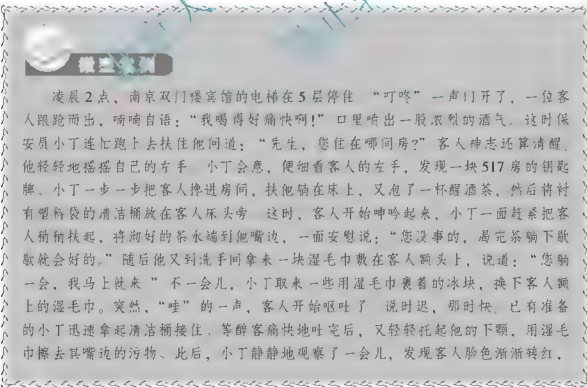 凌晨2点，南京双门楼宾馆的电梯在5层停住，“叮咚”一声门开了，一位客
人踉跄而出，喃喃自语：“我喝得好痛快啊！”口里喷出一股浓烈的酒气。这时保
安员小丁连忙跑上去扶住他问道：“先生，您住在哪间房？”客人神志还算清醒，
他轻轻地摇摇自己的左手。小丁会意，便细看客人的左手，发现一块517房的钥匙
牌。小丁一步一步把客人搀进房间，扶他躺在床上，又泡了一杯醒酒茶，然后将衬
有塑料袋的清洁桶放在客人床头旁。这时，客人开始呻吟起来，小丁一面赶紧把客
人稍稍扶起，将沏好的茶水端到他嘴边，一面安慰说：“您没事的，喝完茶躺下歇
歇就会好的。”随后他又到洗手间拿来一块湿毛巾敷在客人额头上，说道：“您躺
一会，我马上就来。”不一会儿，小丁取来一些用湿毛巾裹着的冰块，换下客人额
上的湿毛巾。突然，“哇”的一声，客人开始呕吐了。说时迟，那时快，已有准备
的小丁迅速拿起清洁桶接住，等醉客痛快地吐完后，又轻轻托起他的下颚，用湿毛
巾擦去其嘴边的污物。此后，小丁静静地观察了一会儿，发现客人脸色渐渐转红，